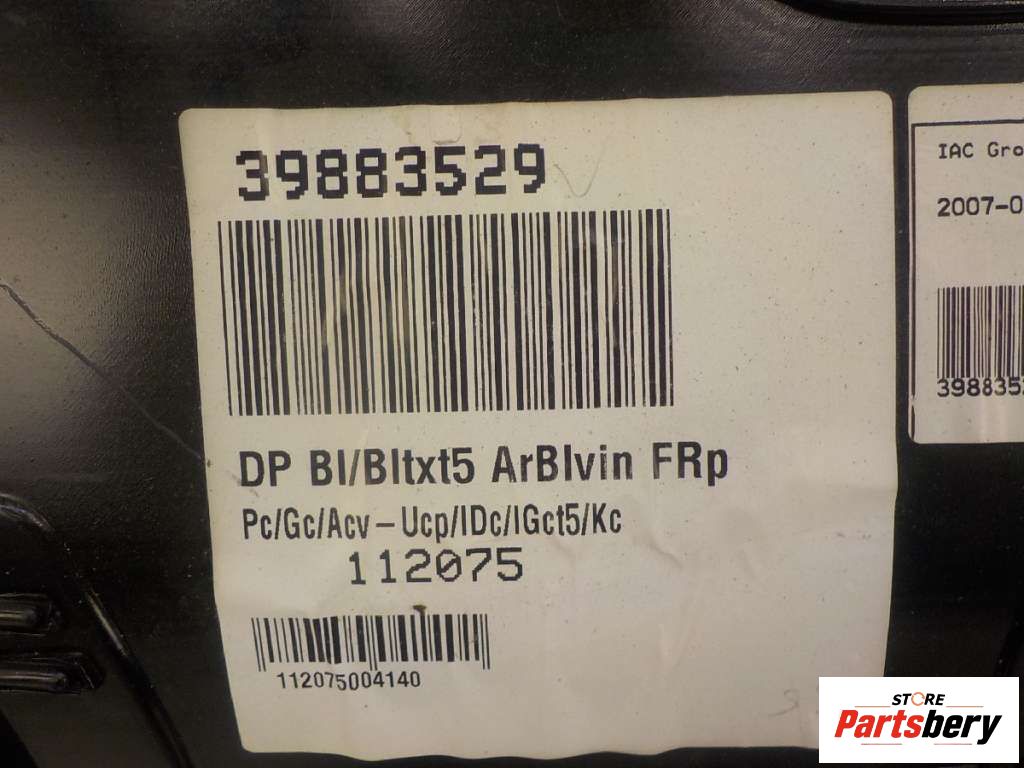 39883529
DP Bl/Bltxt5 ArBlvin FRp
Pc/Gc/Acv – Ucp/IDc/IGct5/Kc
112075
112075004140
IAC Gro
2007-0
3988352
STORE
Partsbery